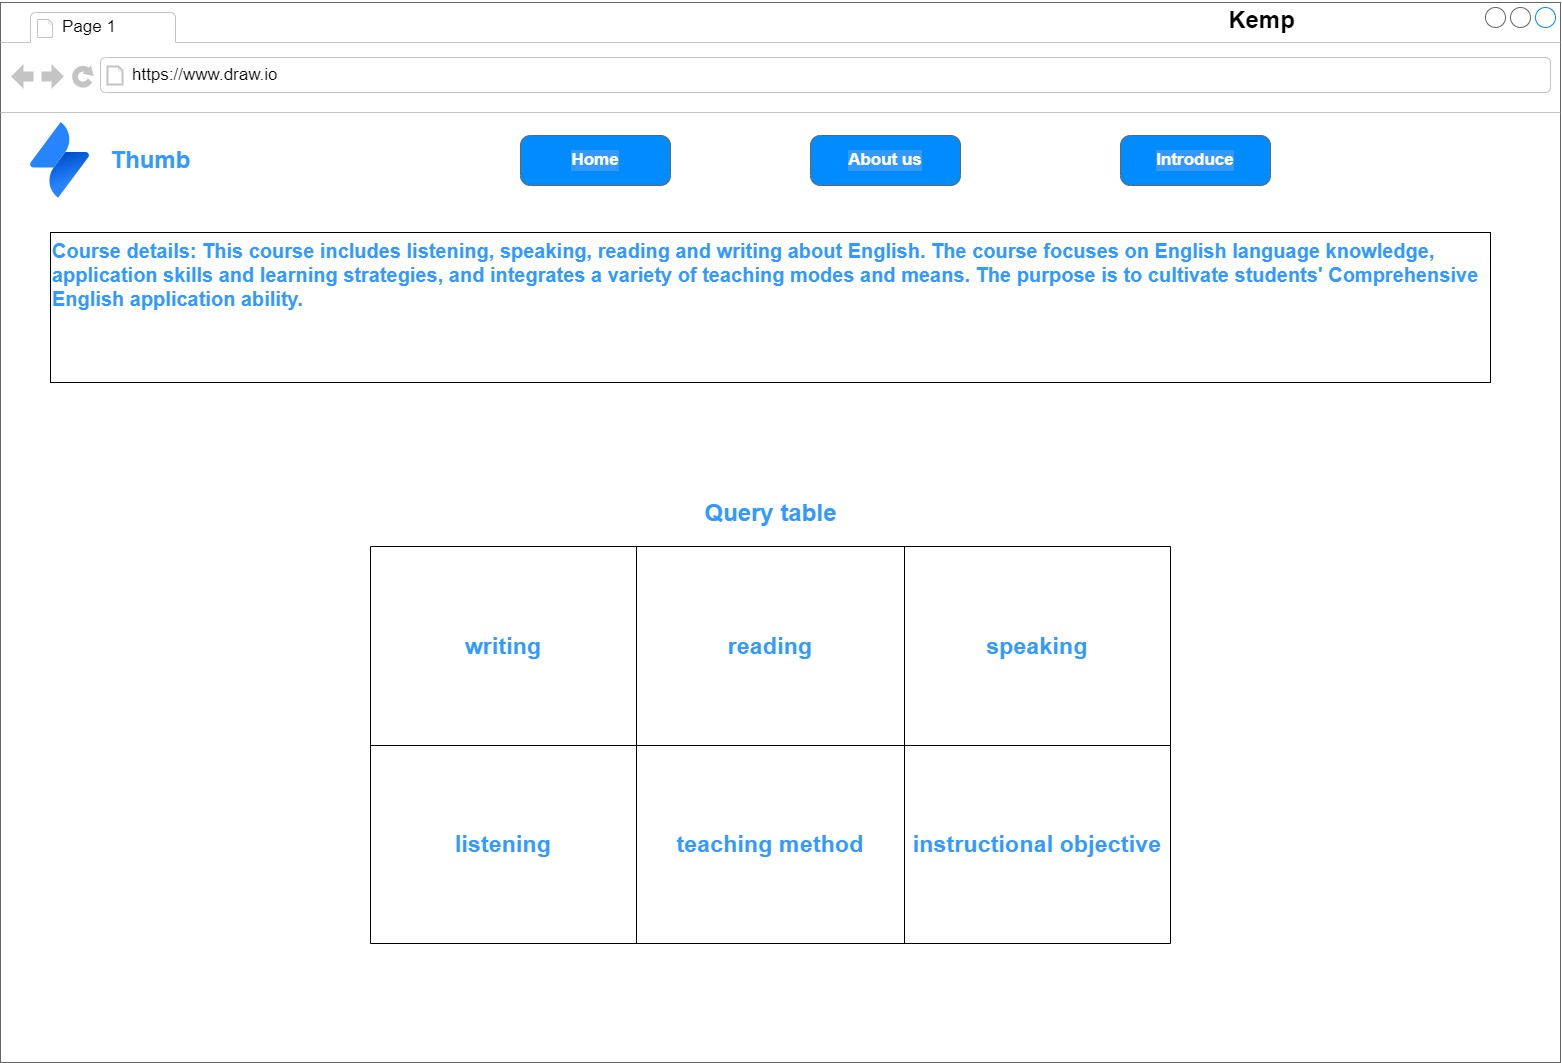 Page 1
Kemp
https://www.draw.io
Thumb
Home
About us
Introduce
Course details: This course includes listening, speaking, reading and writing about English. The course focuses on English language knowledge,
application skills and learning strategies, and integrates a variety of teaching modes and means. The purpose is to cultivate students' Comprehensive
English application ability.
Query table
writing
reading
speaking
listening
teaching method
instructional objective